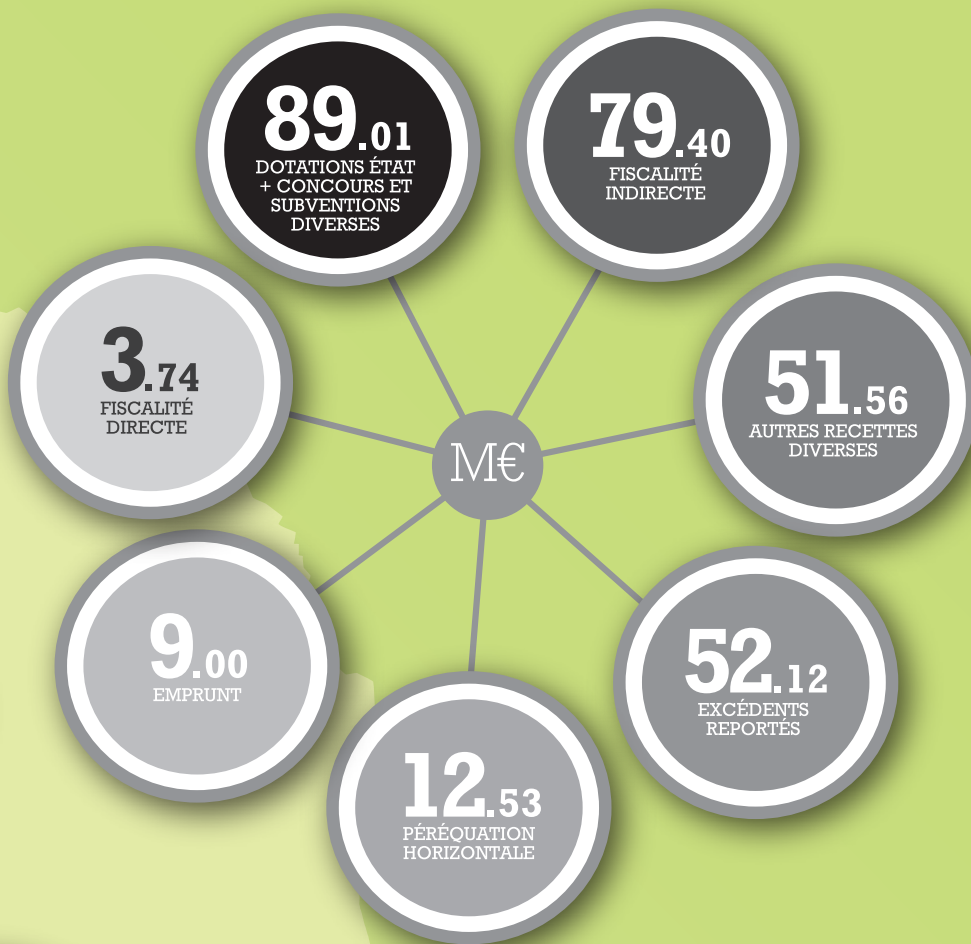 89.01
DOTATIONS ÉTAT
+ CONCOURS ET
SUBVENTIONS
DIVERSES
79.40
FISCALITÉ
INDIRECTE
3.74
FISCALITÉ
DIRECTE
51.56
AUTRES RECETTES
DIVERSES
M€
9.00
EMPRUNT
52.12
EXCÉDENTS
REPORTÉS
12.53
PÉRÉQUATION
HORIZONTALE